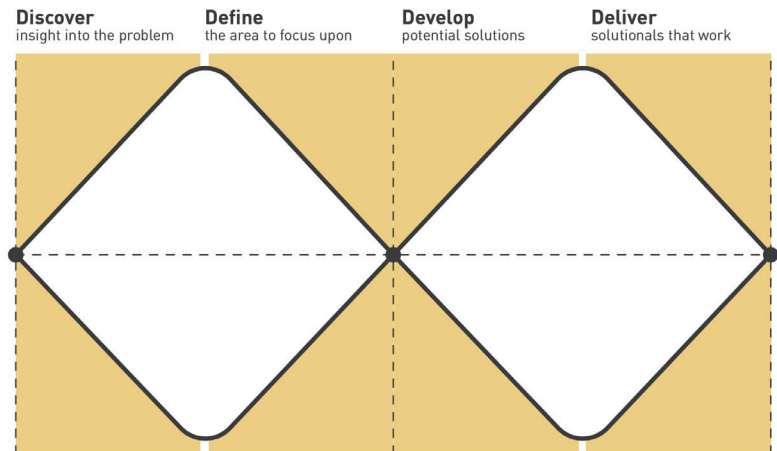 Discover
insight into the problem
Define
the area to focus upon
Develop
potential solutions
Deliver
solutionals that work